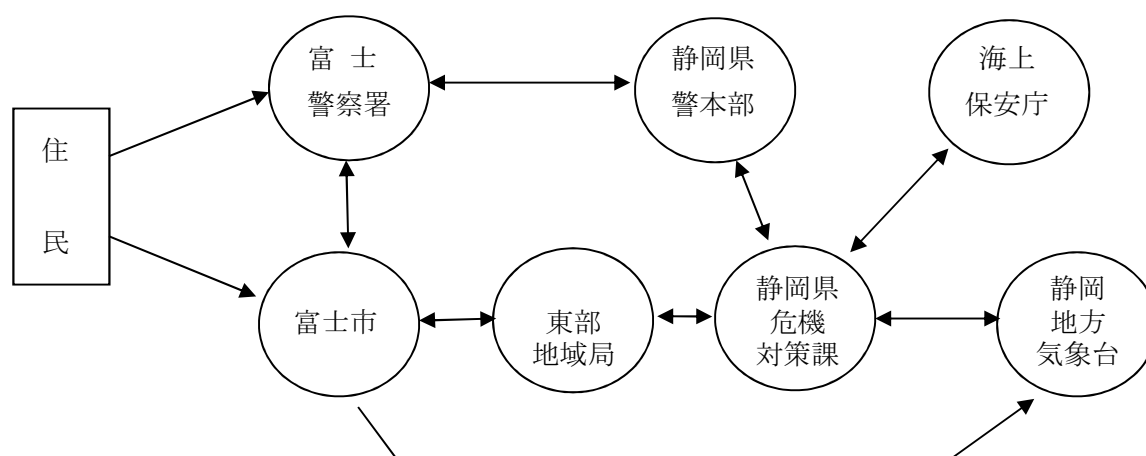 住
民
富 士
警察署
静岡県
警本部
海上
保安庁
富士市
東部
地域局
静岡県
危機
対策課
静岡
地方
気象台